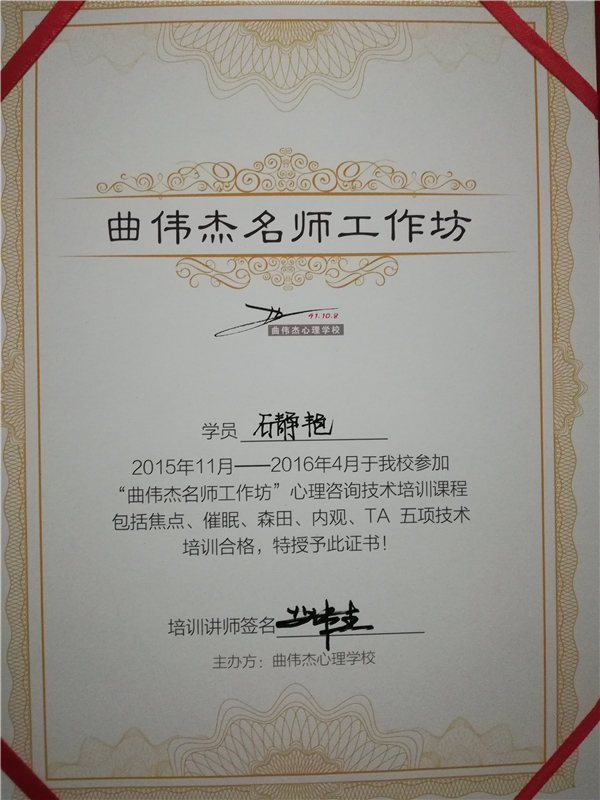 曲伟杰名师工作坊
91.10.8
曲伟杰心理学校
学员 石静艳
2015年11月——2016年4月于我校参加
“曲伟杰名师工作坊”心理咨询技术培训课程
包括焦点、催眠、森田、内观、TA 五项技术
培训合格，特授予此证书！
培训讲师签名
主办方：曲伟杰心理学校